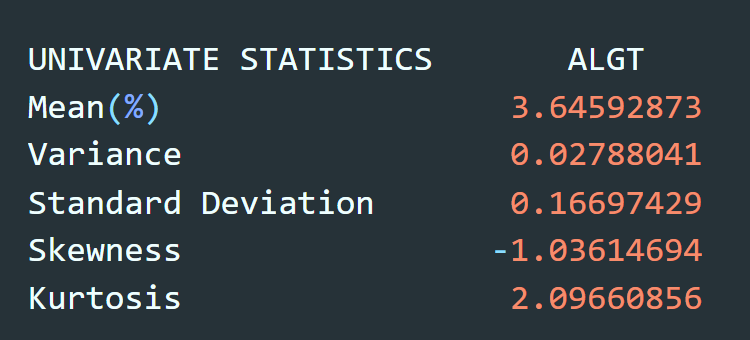 UNIVARIATE STATISTICS ALGT
Mean(%) 3.64592873
Variance 0.02788041
Standard Deviation 0.16697429
Skewness -1.03614694
Kurtosis 2.09660856